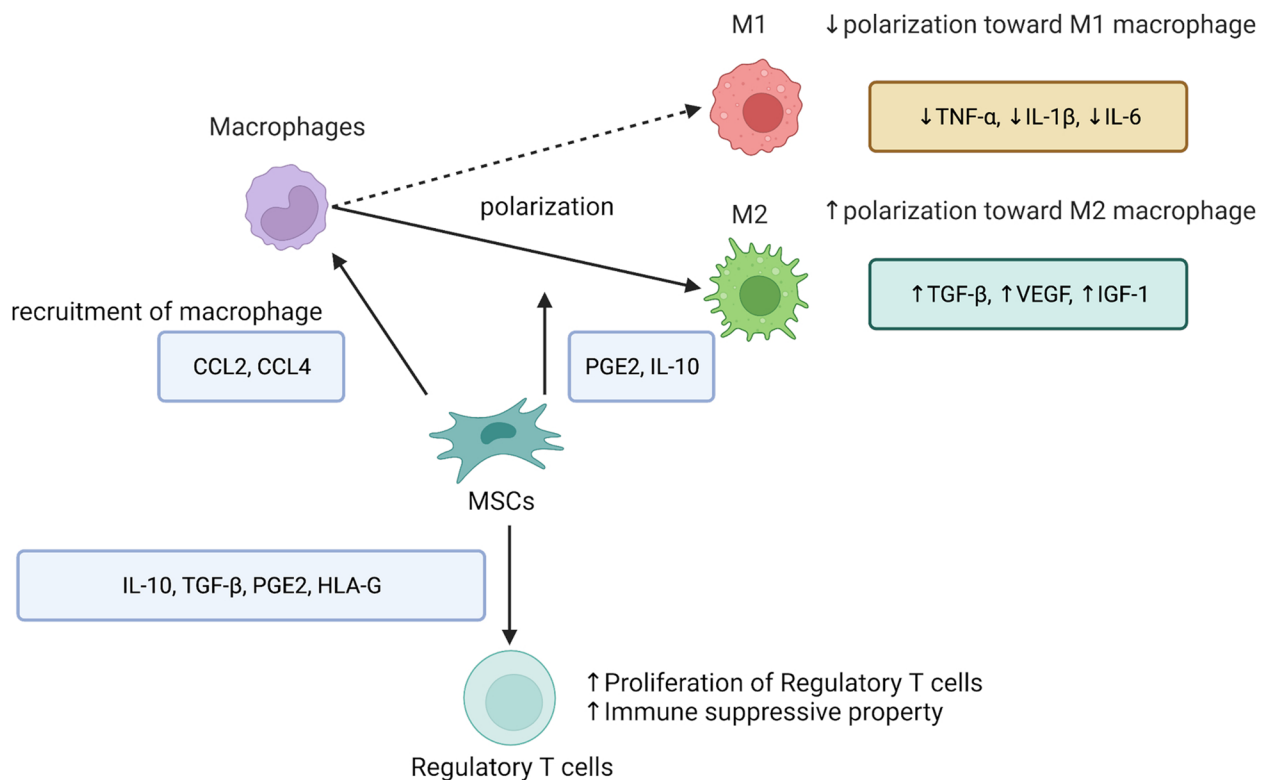 M1
↓polarization toward M1 macrophage
↓TNF-α, ↓IL-1β, ↓IL-6
Macrophages
polarization
M2
↑polarization toward M2 macrophage
↑TGF-β, ↑VEGF, ↑IGF-1
recruitment of macrophage
CCL2, CCL4
PGE2, IL-10
MSCs
IL-10, TGF-β, PGE2, HLA-G
↑Proliferation of Regulatory T cells
↑Immune suppressive property
Regulatory T cells